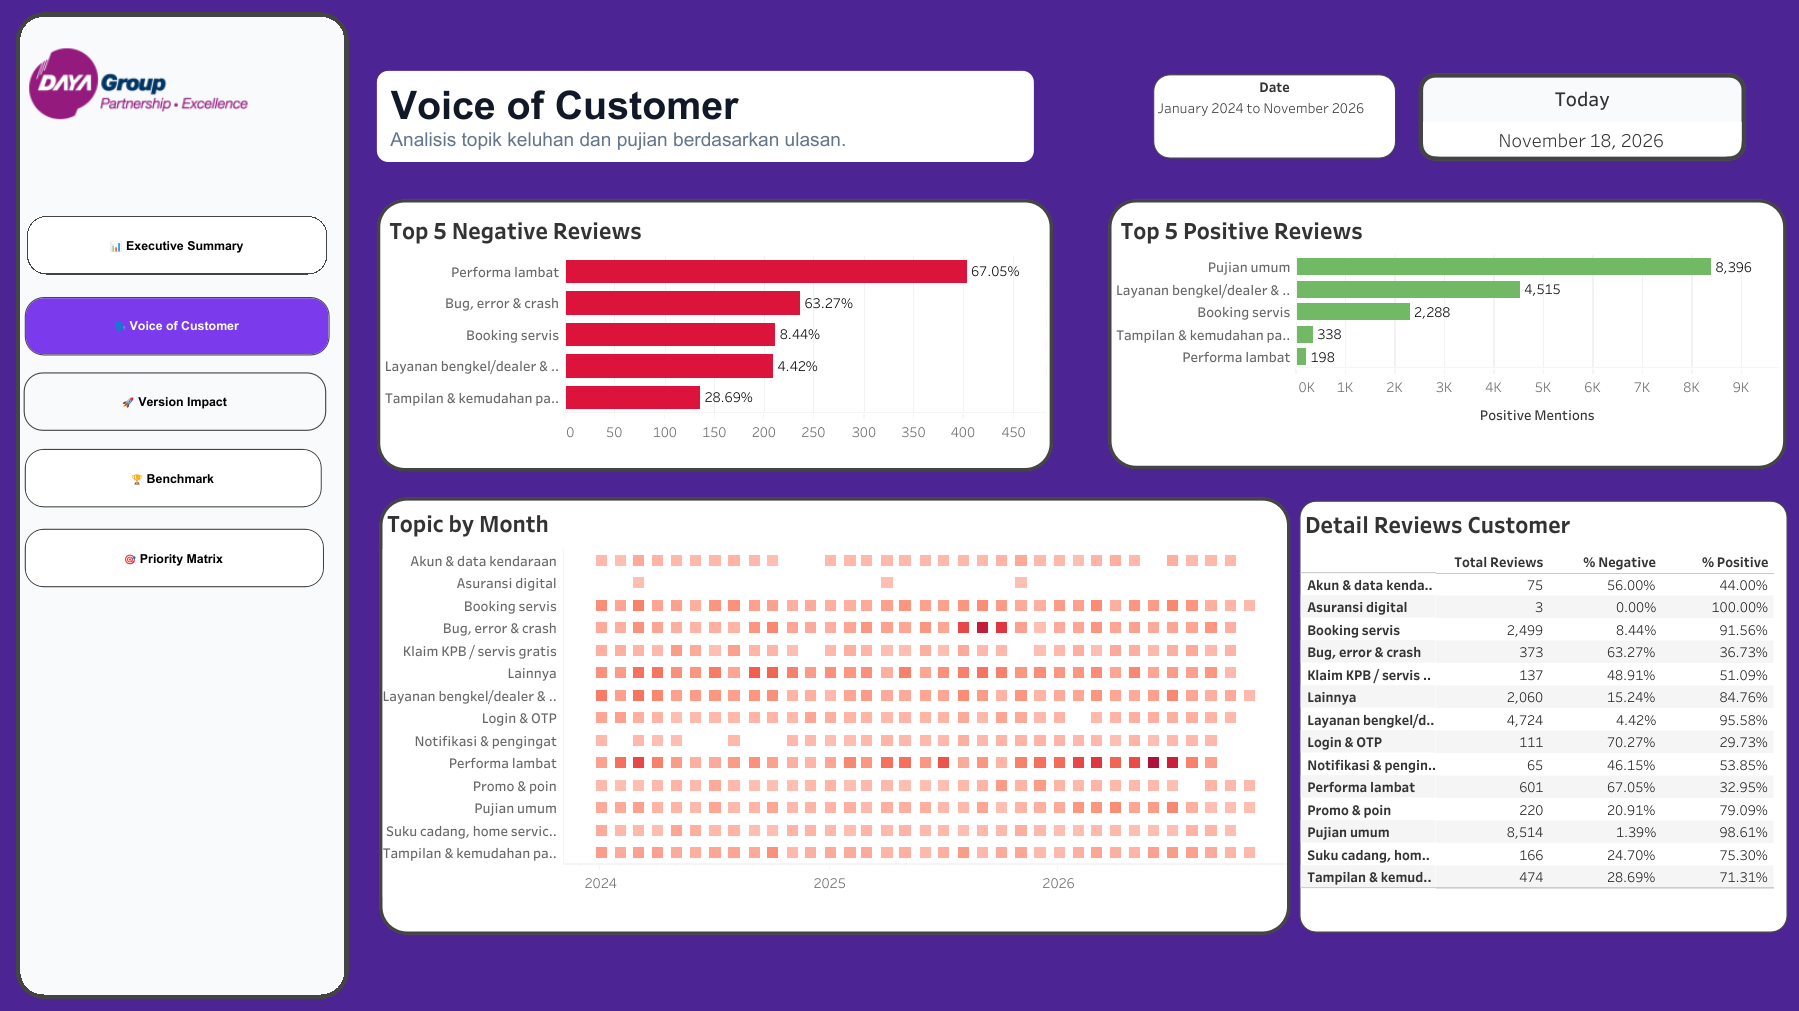 DAYA Group
Partnership • Excellence
📊 Executive Summary
Voice of Customer
🚀 Version Impact
🏆 Benchmark
🎯 Priority Matrix
Voice of Customer
Analisis topik keluhan dan pujian berdasarkan ulasan.
Date
January 2024 to November 2026
Today
November 18, 2026
Top 5 Negative Reviews
Performa lambat 67.05%
Bug, error & crash 63.27%
Booking servis 8.44%
Layanan bengkel/dealer & .. 4.42%
Tampilan & kemudahan pa.. 28.69%
0 50 100 150 200 250 300 350 400 450
Top 5 Positive Reviews
Pujian umum 8,396
Layanan bengkel/dealer & .. 4,515
Booking servis 2,288
Tampilan & kemudahan pa.. 338
Performa lambat 198
0K 1K 2K 3K 4K 5K 6K 7K 8K 9K
Positive Mentions
Topic by Month
Akun & data kendaraan
Asuransi digital
Booking servis
Bug, error & crash
Klaim KPB / servis gratis
Lainnya
Layanan bengkel/dealer & ..
Login & OTP
Notifikasi & pengingat
Performa lambat
Promo & poin
Pujian umum
Suku cadang, home servic..
Tampilan & kemudahan pa..
2024 2025 2026
Detail Reviews Customer
Total Reviews % Negative % Positive
Akun & data kenda.. 75 56.00% 44.00%
Asuransi digital 3 0.00% 100.00%
Booking servis 2,499 8.44% 91.56%
Bug, error & crash 373 63.27% 36.73%
Klaim KPB / servis .. 137 48.91% 51.09%
Lainnya 2,060 15.24% 84.76%
Layanan bengkel/d.. 4,724 4.42% 95.58%
Login & OTP 111 70.27% 29.73%
Notifikasi & pengin.. 65 46.15% 53.85%
Performa lambat 601 67.05% 32.95%
Promo & poin 220 20.91% 79.09%
Pujian umum 8,514 1.39% 98.61%
Suku cadang, hom.. 166 24.70% 75.30%
Tampilan & kemud.. 474 28.69% 71.31%